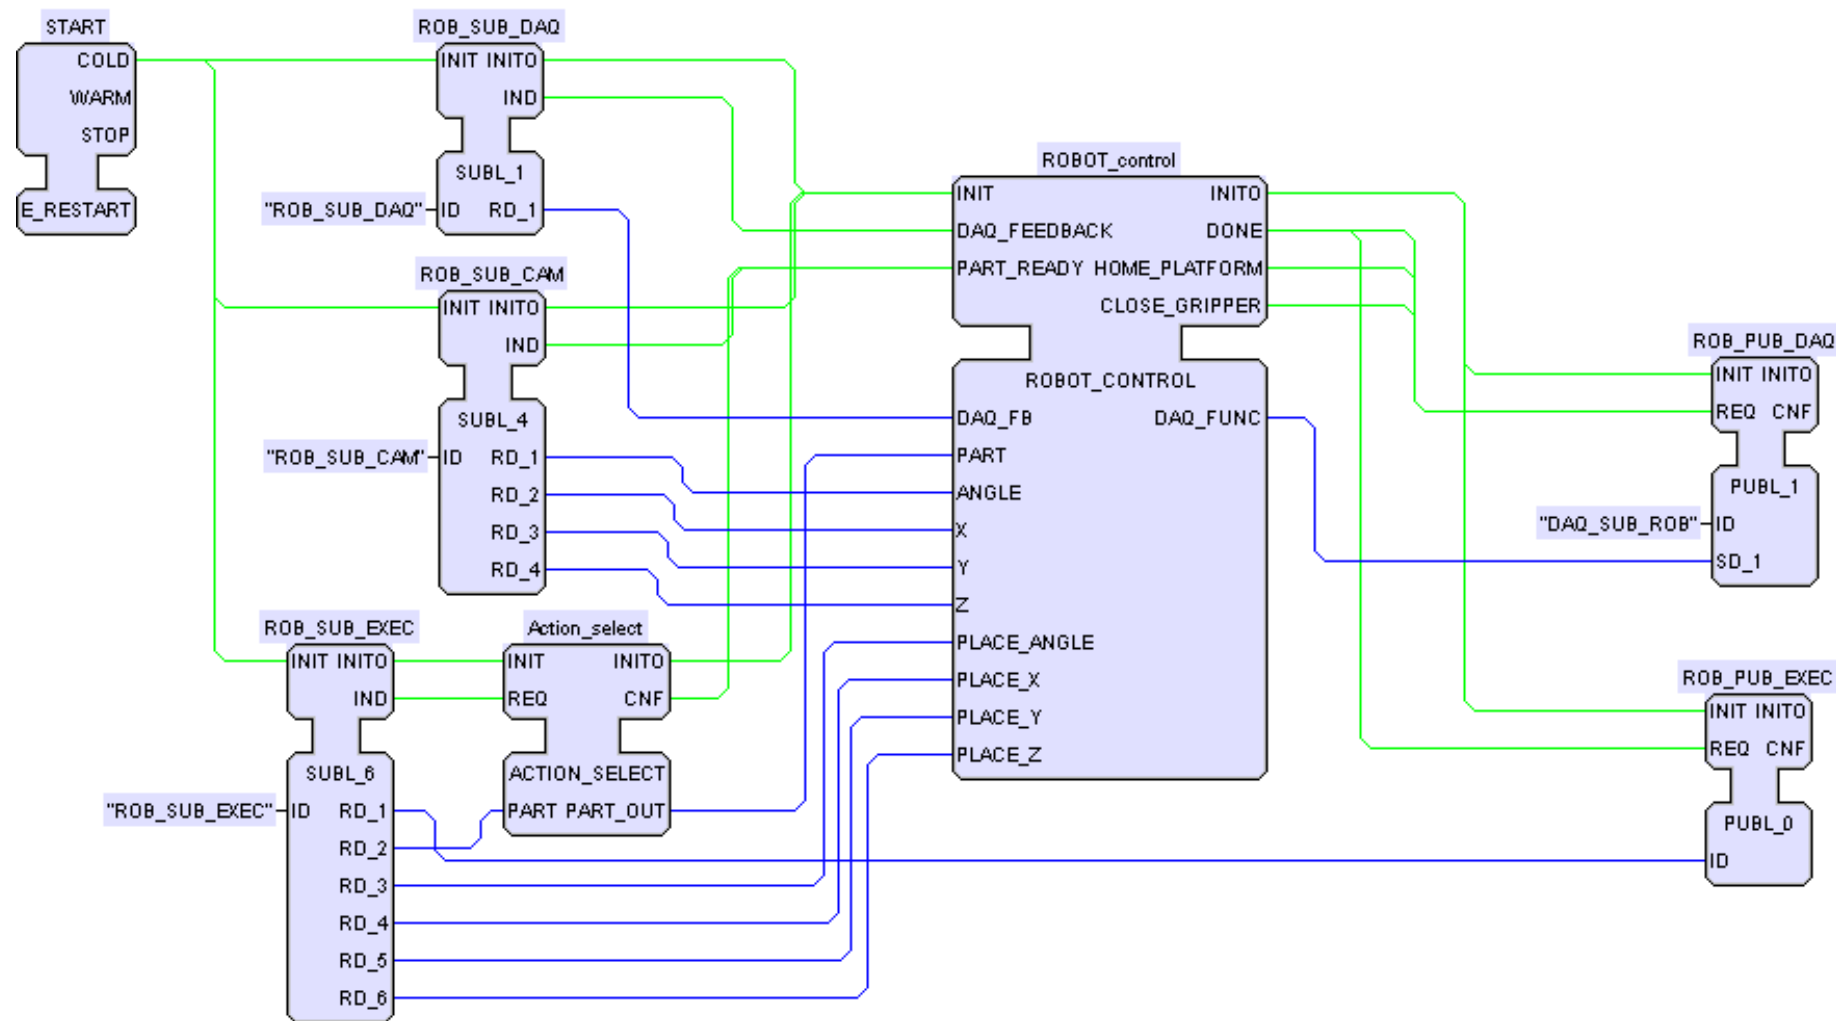 START
COLD
WARM
STOP
E_RESTART
ROB_SUB_DAQ
INIT INITO
IND
SUBL_1
"ROB_SUB_DAQ" ID RD_1
ROB_SUB_CAM
INIT INITO
IND
SUBL_4
"ROB_SUB_CAM" ID RD_1
RD_2
RD_3
RD_4
ROB_SUB_EXEC
INIT INITO
IND
SUBL_6
"ROB_SUB_EXEC" ID RD_1
RD_2
RD_3
RD_4
RD_5
RD_6
Action_select
INIT INITO
REQ CNF
ACTION_SELECT
PART PART_OUT
ROBOT_control
INIT INITO
DAQ_FEEDBACK DONE
PART_READY HOME_PLATFORM
CLOSE_GRIPPER
ROBOT_CONTROL
DAQ_FB DAQ_FUNC
PART
ANGLE
X
Y
Z
PLACE_ANGLE
PLACE_X
PLACE_Y
PLACE_Z
ROB_PUB_DAQ
INIT INITO
REQ CNF
PUBL_1
"DAQ_SUB_ROB" ID
SD_1
ROB_PUB_EXEC
INIT INITO
REQ CNF
PUBL_0
ID